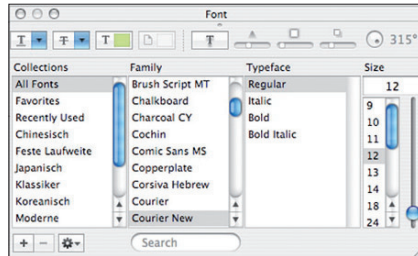 Font
T T T T 315°
Collections Family Typeface Size
All Fonts Brush Script MT Regular 12
Favorites Chalkboard Italic 9
Recently Used Charcoal CY Bold 10
Chinesisch Cochin Bold Italic 11
Feste Laufweite Comic Sans MS 12
Japanisch Copperplate 13
Klassiker Corsiva Hebrew 14
Koreanisch Courier 18
Moderne Courier New 24
Search